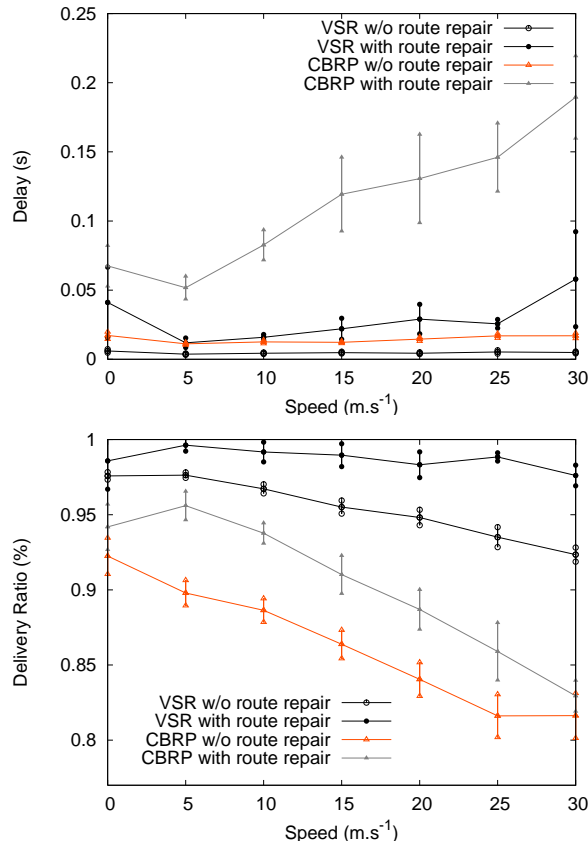 0.25
0.2
0.15
0.1
0.05
0
Delay (s)
VSR w/o route repair
VSR with route repair
CBRP w/o route repair
CBRP with route repair
0 5 10 15 20 25 30
Speed (m.s⁻¹)
1
0.95
0.9
0.85
0.8
Delivery Ratio (%)
VSR w/o route repair
VSR with route repair
CBRP w/o route repair
CBRP with route repair
0 5 10 15 20 25 30
Speed (m.s⁻¹)